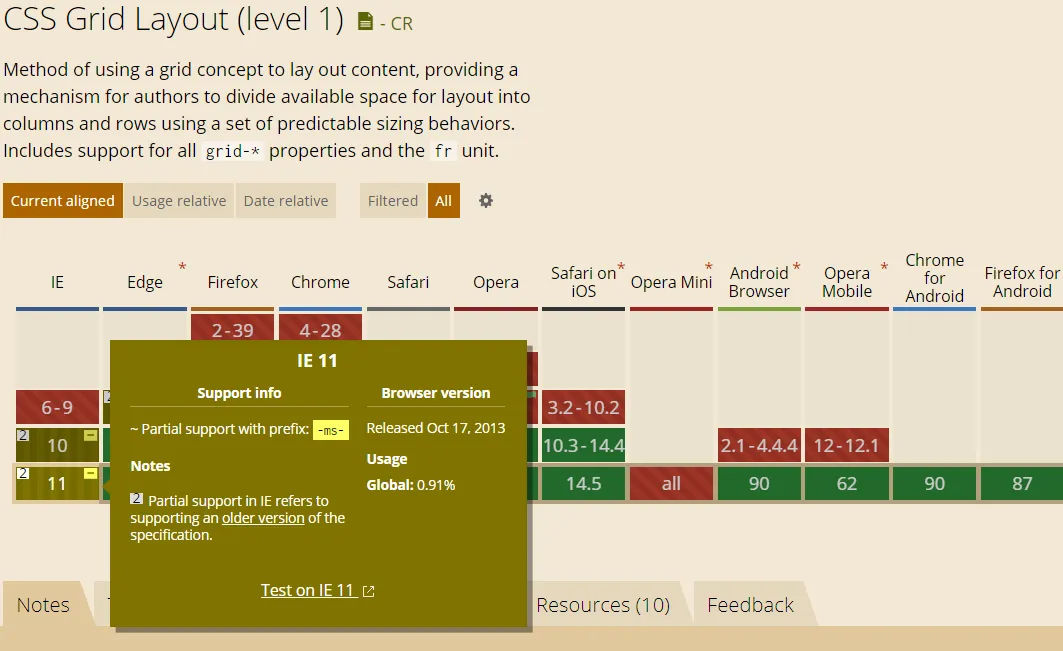 CSS Grid Layout (level 1) - CR
Method of using a grid concept to lay out content, providing a
mechanism for authors to divide available space for layout into
columns and rows using a set of predictable sizing behaviors.
Includes support for all grid-* properties and the fr unit.
Current aligned Usage relative Date relative Filtered All
IE Edge * Firefox Chrome Safari Opera Safari on iOS * Opera Mini * Android Browser * Opera Mobile * Chrome for Android Firefox for Android
2-39 4-28
6-9 3.2-10.2
2 10 10.3-14.4 2.1-4.4.4 12-12.1
2 11 14.5 all 90 62 90 87
IE 11
Support info
~ Partial support with prefix: -ms-
Notes
2 Partial support in IE refers to
supporting an older version of the
specification.
Browser version
Released Oct 17, 2013
Usage
Global: 0.91%
Test on IE 11
Notes Resources (10) Feedback